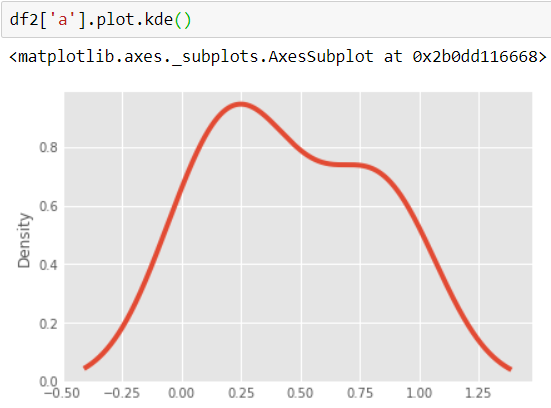 df2['a'].plot.kde()
<matplotlib.axes._subplots.AxesSubplot at 0x2b0dd116668>
Density
0.8
0.6
0.4
0.2
0.0
−0.50 −0.25 0.00 0.25 0.50 0.75 1.00 1.25